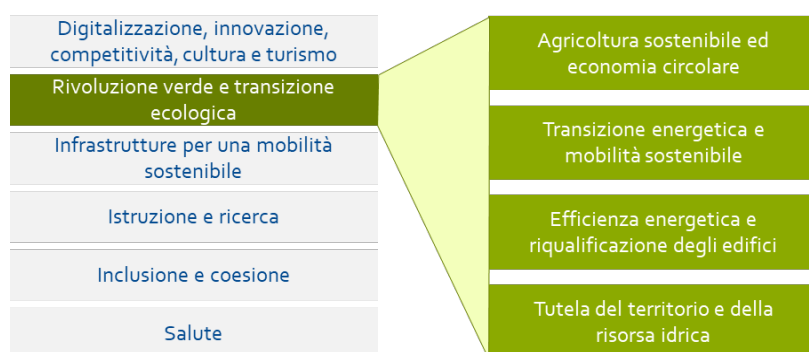 Digitalizzazione, innovazione,
competitività, cultura e turismo
Rivoluzione verde e transizione
ecologica
Infrastrutture per una mobilità
sostenibile
Istruzione e ricerca
Inclusione e coesione
Salute
Agricoltura sostenibile ed
economia circolare
Transizione energetica e
mobilità sostenibile
Efficienza energetica e
riqualificazione degli edifici
Tutela del territorio e della
risorsa idrica